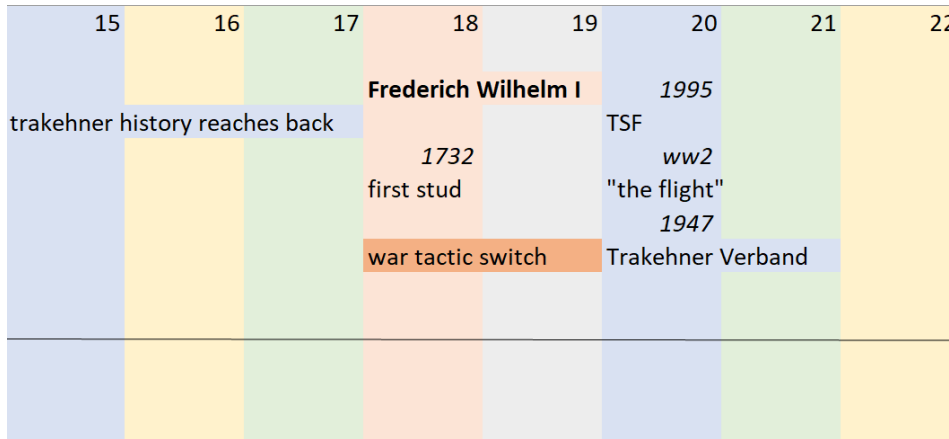 15 16 17 18 19 20 21 22
Frederich Wilhelm I 1995
trakehner history reaches back TSF
1732 ww2
first stud "the flight"
1947
war tactic switch Trakehner Verband